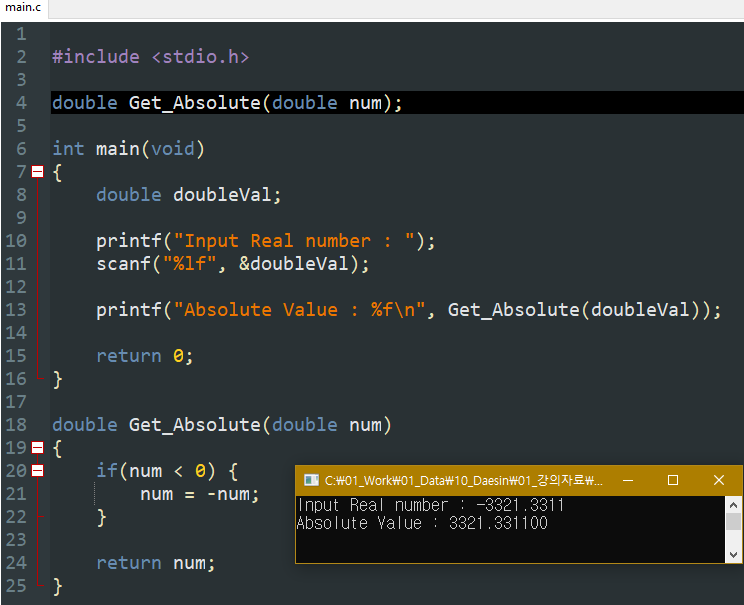 main.c
1
2 #include <stdio.h>
3
4 double Get_Absolute(double num);
5
6 int main(void)
7 {
8 double doubleVal;
9
10 printf("Input Real number : ");
11 scanf("%lf", &doubleVal);
12
13 printf("Absolute Value : %f\n", Get_Absolute(doubleVal));
14
15 return 0;
16 }
17
18 double Get_Absolute(double num)
19 {
20 if(num < 0) {
21 num = -num;
22 }
23
24 return num;
25 }
C:₩01_Work₩01_Data₩10_Daesin₩01_강의자료₩...
Input Real number : -3321.3311
Absolute Value : 3321.331100